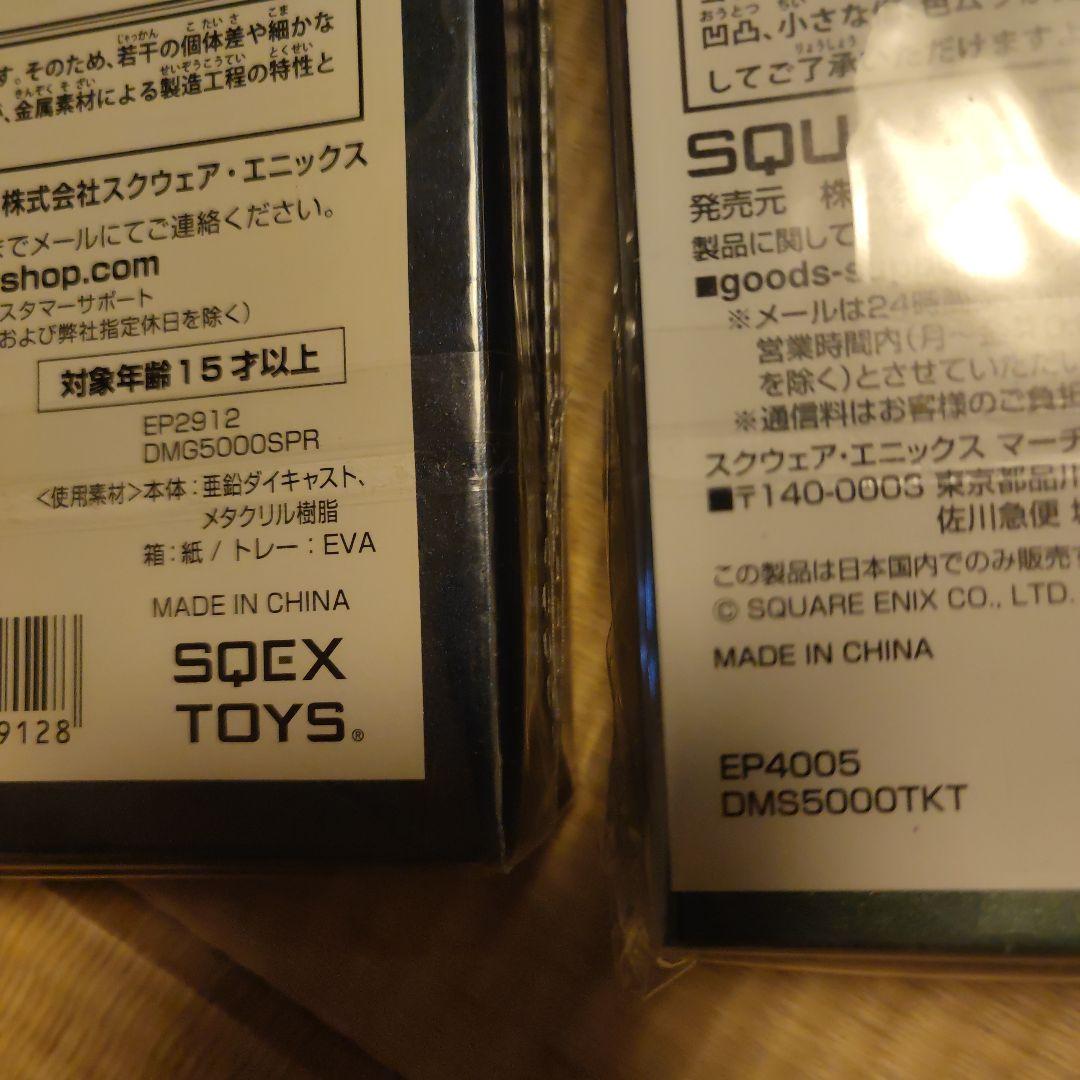 す。そのため、若干の個体差や細かな
、金属素材による製造工程の特性と
株式会社スクウェア・エニックス
までメールにてご連絡ください。
shop.com
スタマーサポート
および弊社指定休日を除く)
対象年齢15才以上
EP2912
DMG5000SPR
<使用素材>本体：亜鉛ダイキャスト、
メタクリル樹脂
箱：紙 / トレー：EVA
MADE IN CHINA
9128
SQEX
TOYS®
凹凸、小さな
してご了承いただけますよ
SQU
発売元 株
製品に関して
■goods-s
※メールは24時
営業時間内(月～
を除く)とさせていただい
※通信料はお客様のご負担
スクウェア・エニックス マーチ
■〒140-0003 東京都品川
佐川急便
この製品は日本国内でのみ販売
© SQUARE ENIX CO., LTD.
MADE IN CHINA
EP4005
DMS5000TKT